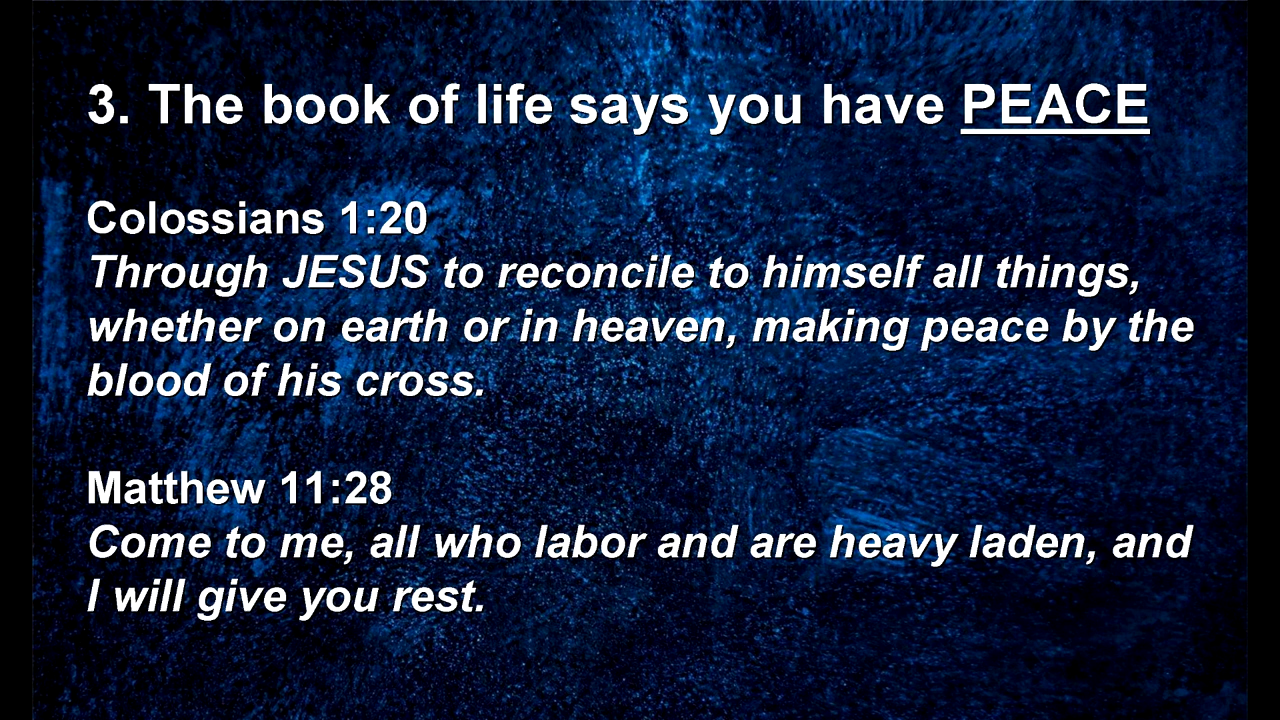 3. The book of life says you have PEACE
Colossians 1:20
Through JESUS to reconcile to himself all things,
whether on earth or in heaven, making peace by the
blood of his cross.
Matthew 11:28
Come to me, all who labor and are heavy laden, and
I will give you rest.